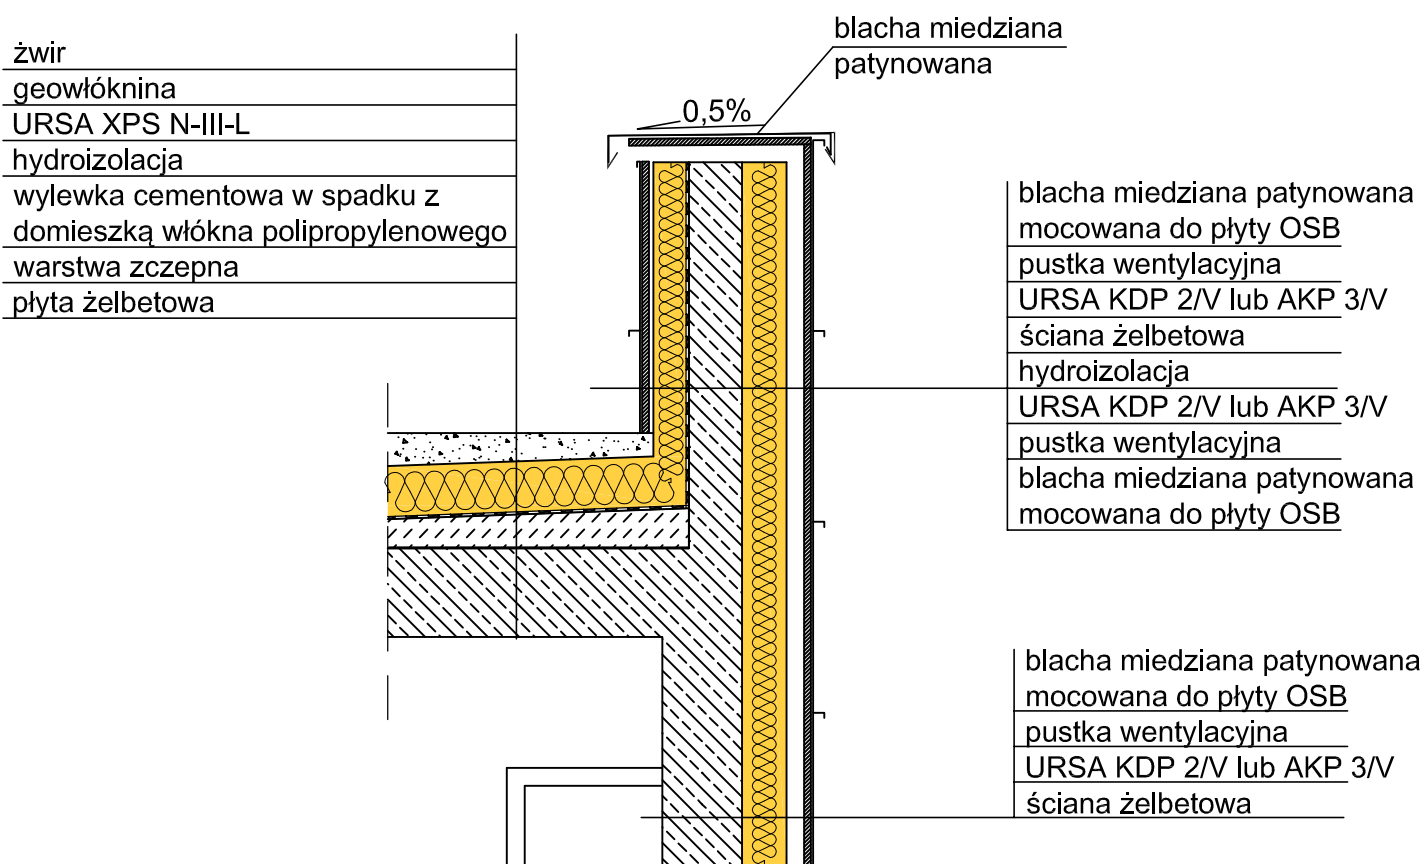 żwir
geowłóknina
URSA XPS N-III-L
hydroizolacja
wylewka cementowa w spadku z
domieszką włókna polipropylenowego
warstwa zczepna
płyta żelbetowa
blacha miedziana
patynowana
0,5%
blacha miedziana patynowana
mocowana do płyty OSB
pustka wentylacyjna
URSA KDP 2/V lub AKP 3/V
ściana żelbetowa
hydroizolacja
URSA KDP 2/V lub AKP 3/V
pustka wentylacyjna
blacha miedziana patynowana
mocowana do płyty OSB
blacha miedziana patynowana
mocowana do płyty OSB
pustka wentylacyjna
URSA KDP 2/V lub AKP 3/V
ściana żelbetowa